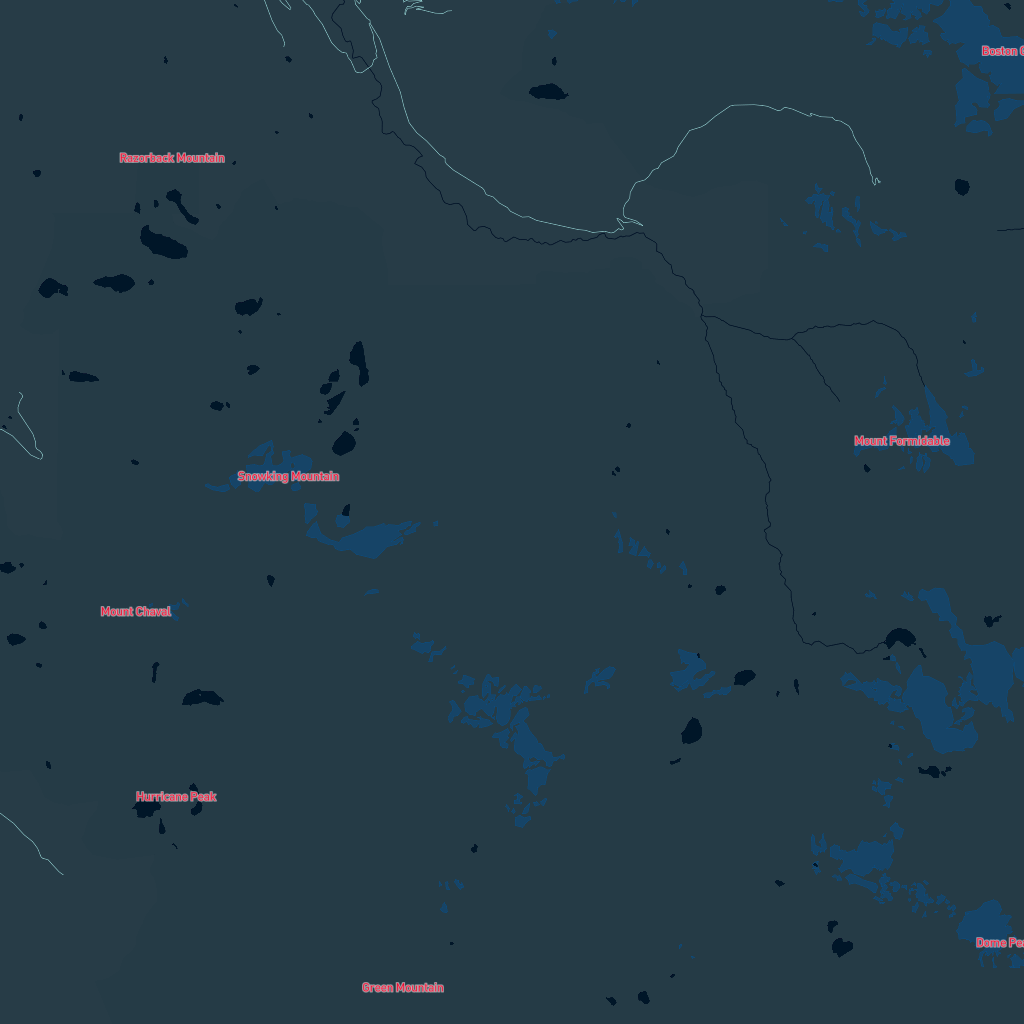 Boston
Razorback Mountain
Mount Formidable
Snowking Mountain
Mount Chaval
Hurricane Peak
Dome
Green Mountain